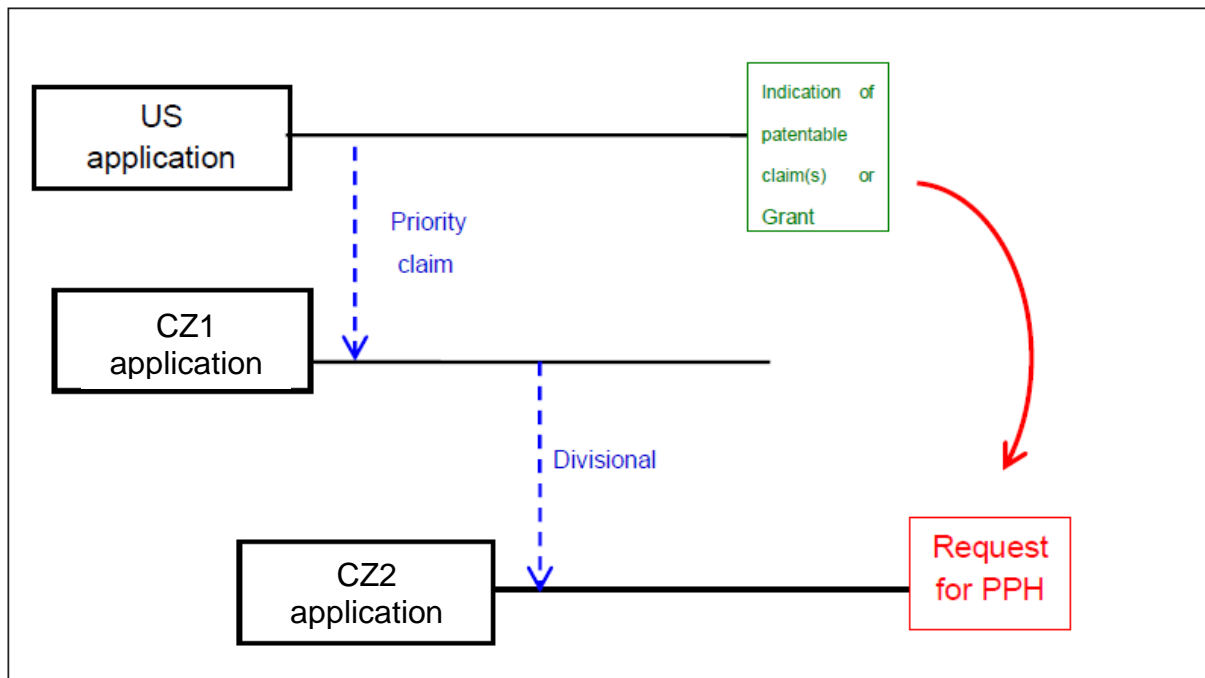 US
application
Indication of
patentable
claim(s) or
Grant
Priority
claim
CZ1
application
Divisional
CZ2
application
Request
for PPH